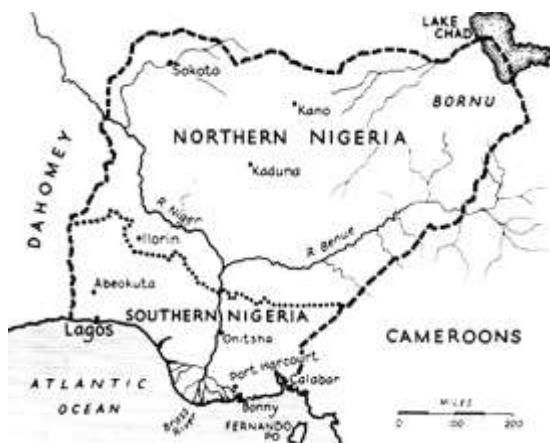 LAKE
CHAD
Sokoto
BORNU
Kano
NORTHERN NIGERIA
Kaduna
DAHOMEY
R. Niger
R. Benue
Ilorin
Abeokuta
SOUTHERN NIGERIA
Lagos
Onitsha
CAMEROONS
Port Harcourt
Calabar
ATLANTIC
OCEAN
Brass
River
Bonny
FERNANDO
PO
MILES
0 100 200